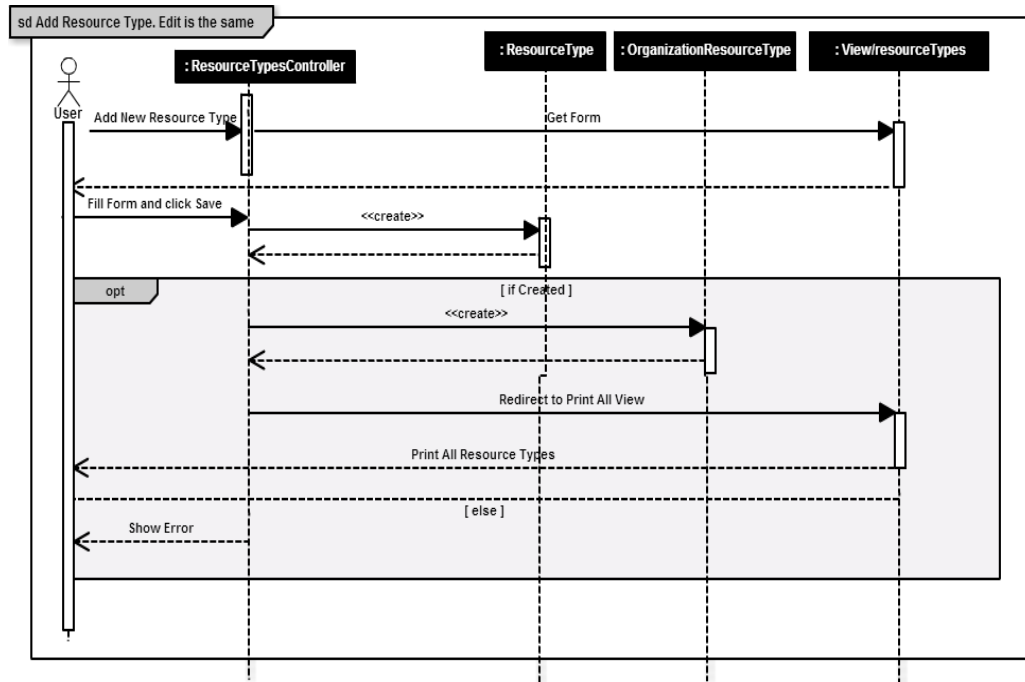 sd Add Resource Type. Edit is the same
: ResourceTypesController
: ResourceType
: OrganizationResourceType
: View/resourceTypes
User
Add New Resource Type
Get Form
Fill Form and click Save
<<create>>
opt
[ if Created ]
<<create>>
Redirect to Print All View
Print All Resource Types
[ else ]
Show Error